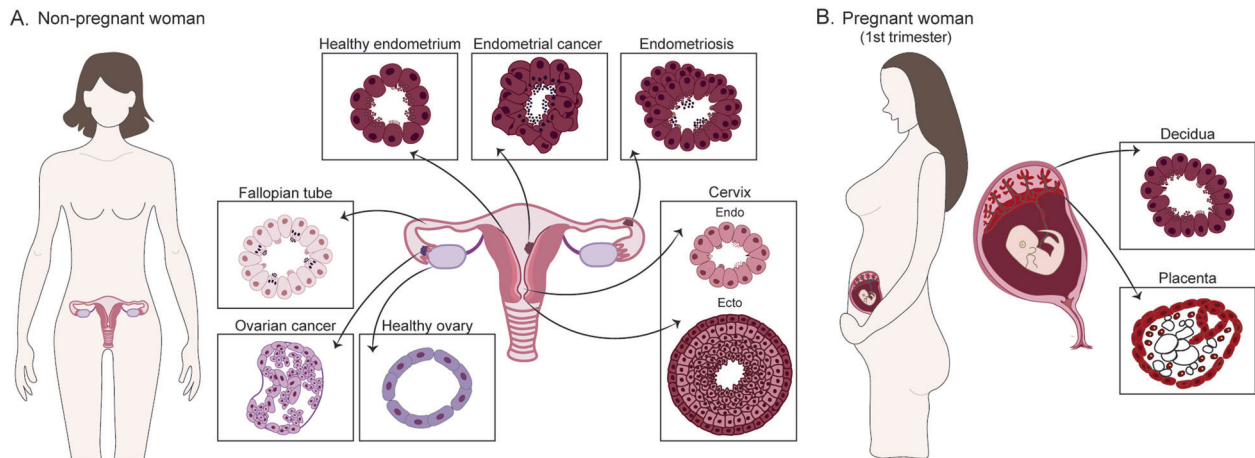 A. Non-pregnant woman
Healthy endometrium
Endometrial cancer
Endometriosis
Fallopian tube
Cervix
Endo
Ecto
Ovarian cancer
Healthy ovary
B. Pregnant woman
(1st trimester)
Decidua
Placenta